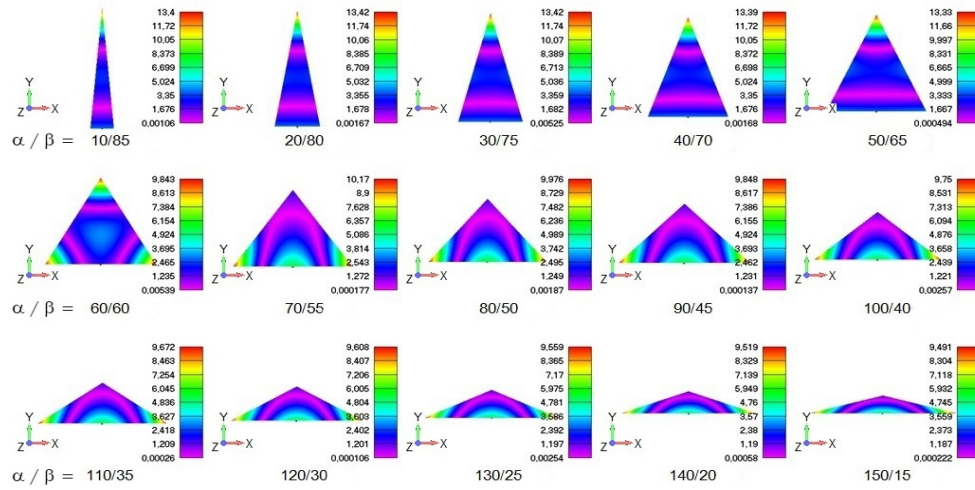 13,4 13,42 13,42 13,39 13,33
11,72 11,74 11,74 11,72 11,66
10,05 10,06 10,07 10,05 9,997
8,373 8,385 8,389 8,371 8,331
6,699 6,709 6,713 6,697 6,665
Y 5,024 Y 5,032 Y 5,036 Y 5,024 Y 4,999
3,35 3,355 3,359 3,35 3,333
Z X 1,676 Z X 1,678 Z X 1,682 Z X 1,676 Z X 1,667
0,00106 0,00167 0,00525 0,00168 0,000494
α / β = 10/85 20/80 30/75 40/70 50/65
9,843 10,17 9,976 9,848 9,75
8,613 8,9 8,729 8,617 8,531
7,384 7,628 7,482 7,386 7,313
6,154 6,357 6,236 6,155 6,094
4,924 5,086 4,989 4,924 4,876
Y 3,695 Y 3,814 Y 3,742 Y 3,693 Y 3,658
2,465 2,543 2,495 2,462 2,439
Z X 1,235 Z X 1,272 Z X 1,249 Z X 1,231 Z X 1,221
0,00539 0,000177 0,00187 0,000137 0,00257
α / β = 60/60 70/55 80/50 90/45 100/40
9,672 9,608 9,559 9,519 9,491
8,463 8,407 8,365 8,329 8,304
7,254 7,206 7,17 7,14 7,118
6,045 6,005 5,975 5,95 5,932
4,836 4,804 4,781 4,76 4,745
Y 3,627 Y 3,603 Y 3,586 Y 3,57 Y 3,559
2,418 2,402 2,392 2,38 2,373
Z X 1,209 Z X 1,201 Z X 1,197 Z X 1,19 Z X 1,187
0,00026 0,000106 0,00254 0,00058 0,000222
α / β = 110/35 120/30 130/25 140/20 150/15